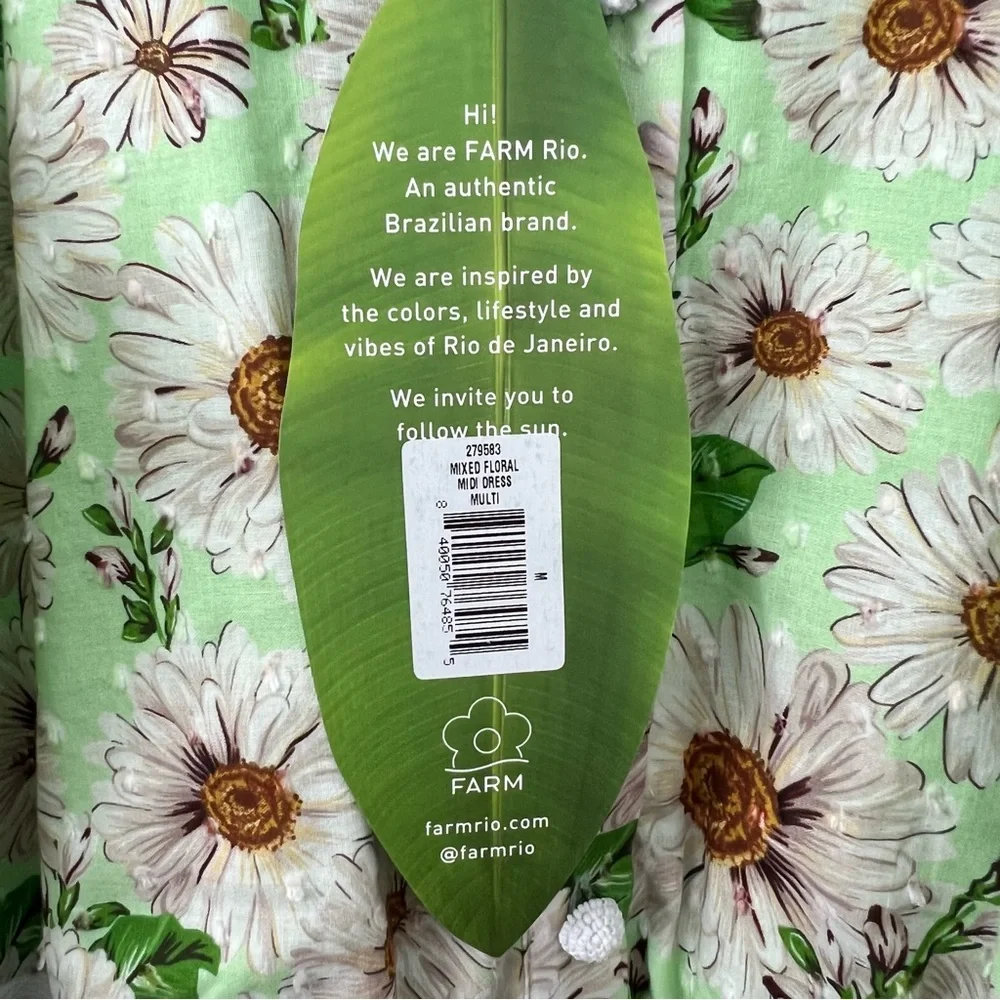 Hi!
We are FARM Rio.
An authentic
Brazilian brand.
We are inspired by
the colors, lifestyle and
vibes of Rio de Janeiro.
We invite you to
follow the sun.
279583
MIXED FLORAL
MIDI DRESS
MULTI
M
8 40050 76485 5
FARM
farmrio.com
@farmrio